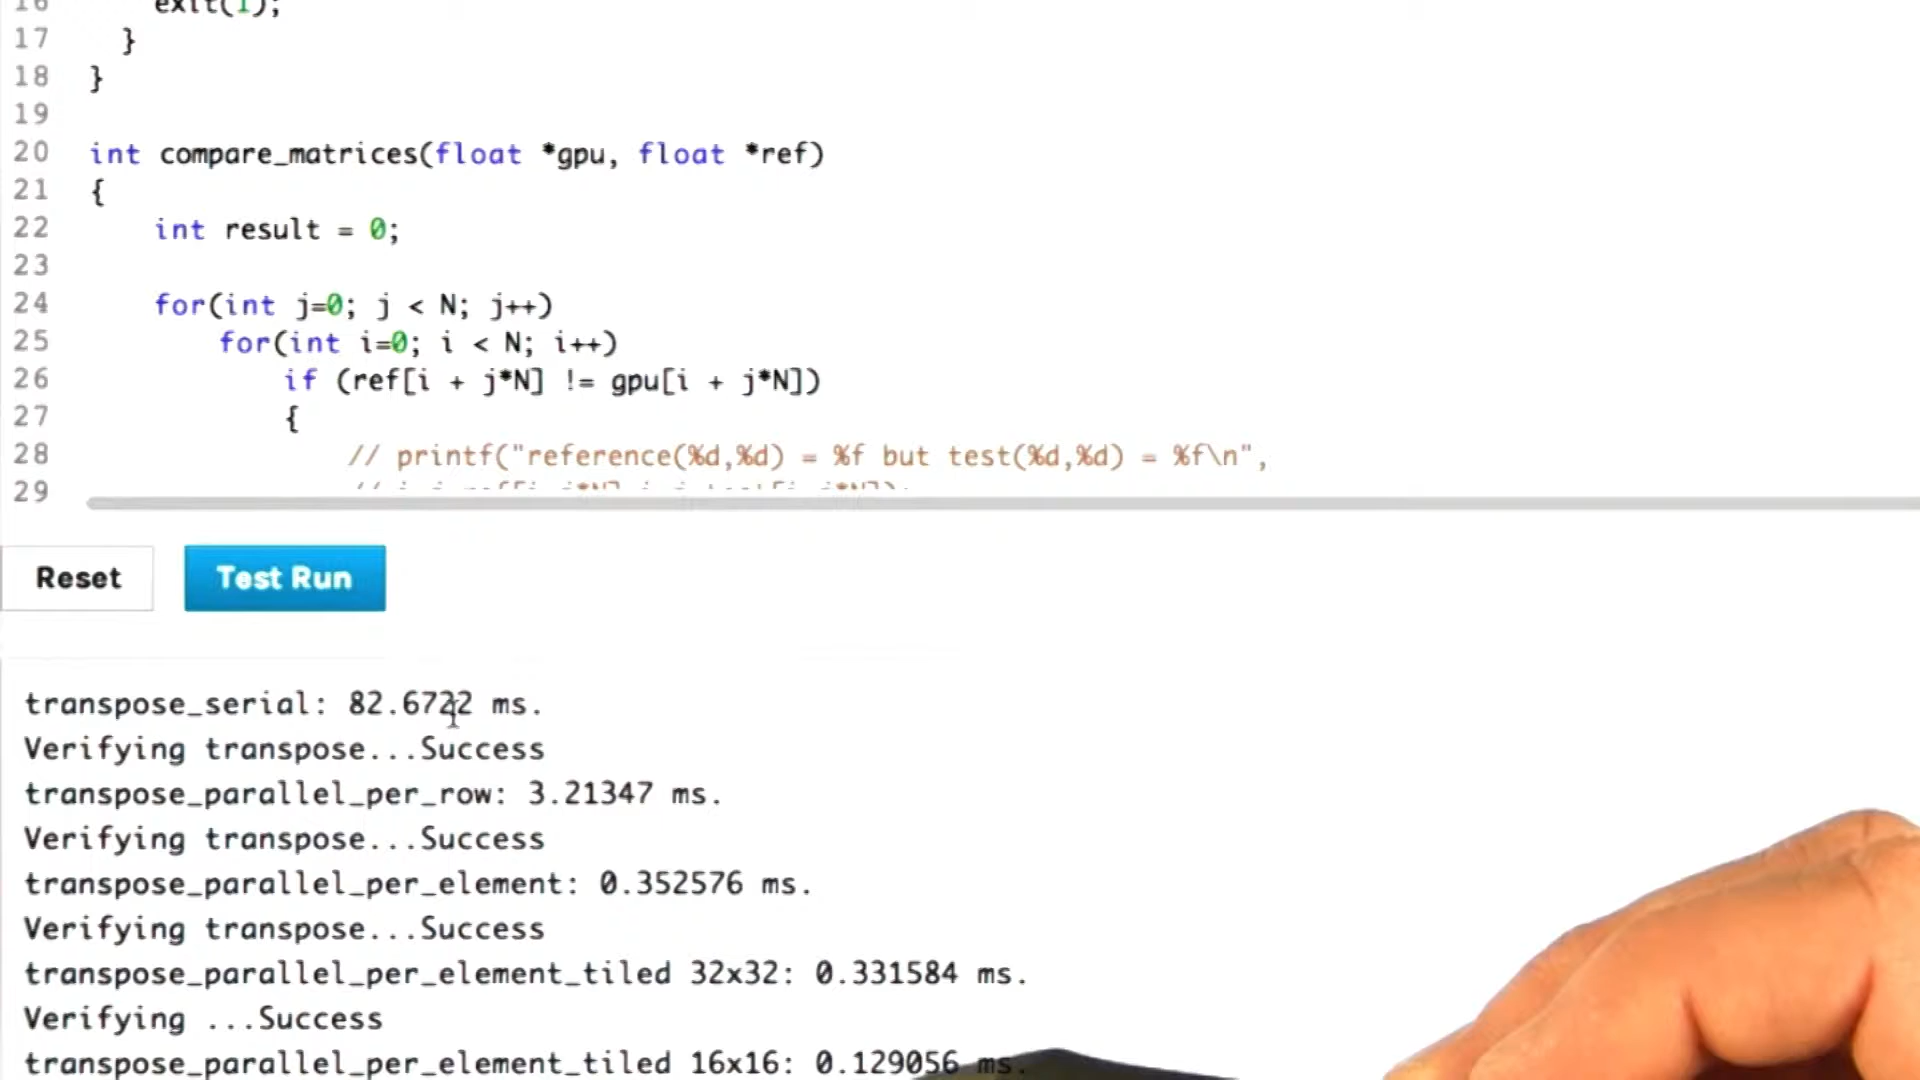 16 exit(1);
17 }
18 }
19
20 int compare_matrices(float *gpu, float *ref)
21 {
22 int result = 0;
23
24 for(int j=0; j < N; j++)
25 for(int i=0; i < N; i++)
26 if (ref[i + j*N] != gpu[i + j*N])
27 {
28 // printf("reference(%d,%d) = %f but test(%d,%d) = %f\n",
29
Reset
Test Run
transpose_serial: 82.6722 ms.
Verifying transpose...Success
transpose_parallel_per_row: 3.21347 ms.
Verifying transpose...Success
transpose_parallel_per_element: 0.352576 ms.
Verifying transpose...Success
transpose_parallel_per_element_tiled 32x32: 0.331584 ms.
Verifying ...Success
transpose_parallel_per_element_tiled 16x16: 0.129056 ms.